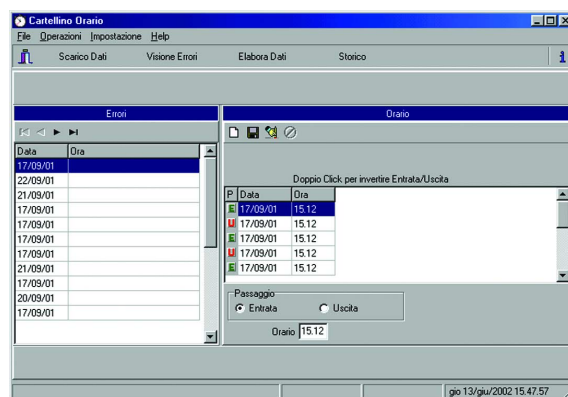 Cartellino Orario
File Operazioni Impostazione Help
Scarico Dati Visione Errori Elabora Dati Storico
Errori
Data Ora
17/09/01
22/09/01
21/09/01
17/09/01
17/09/01
17/09/01
17/09/01
21/09/01
17/09/01
20/09/01
17/09/01
Orario
Doppio Click per invertire Entrata/Uscita
P Data Ora
E 17/09/01 15.12
U 17/09/01 15.12
E 17/09/01 15.12
U 17/09/01 15.12
E 17/09/01 15.12
Passaggio
Entrata Uscita
Orario 15.12
gio 13/giu/2002 15.47.57